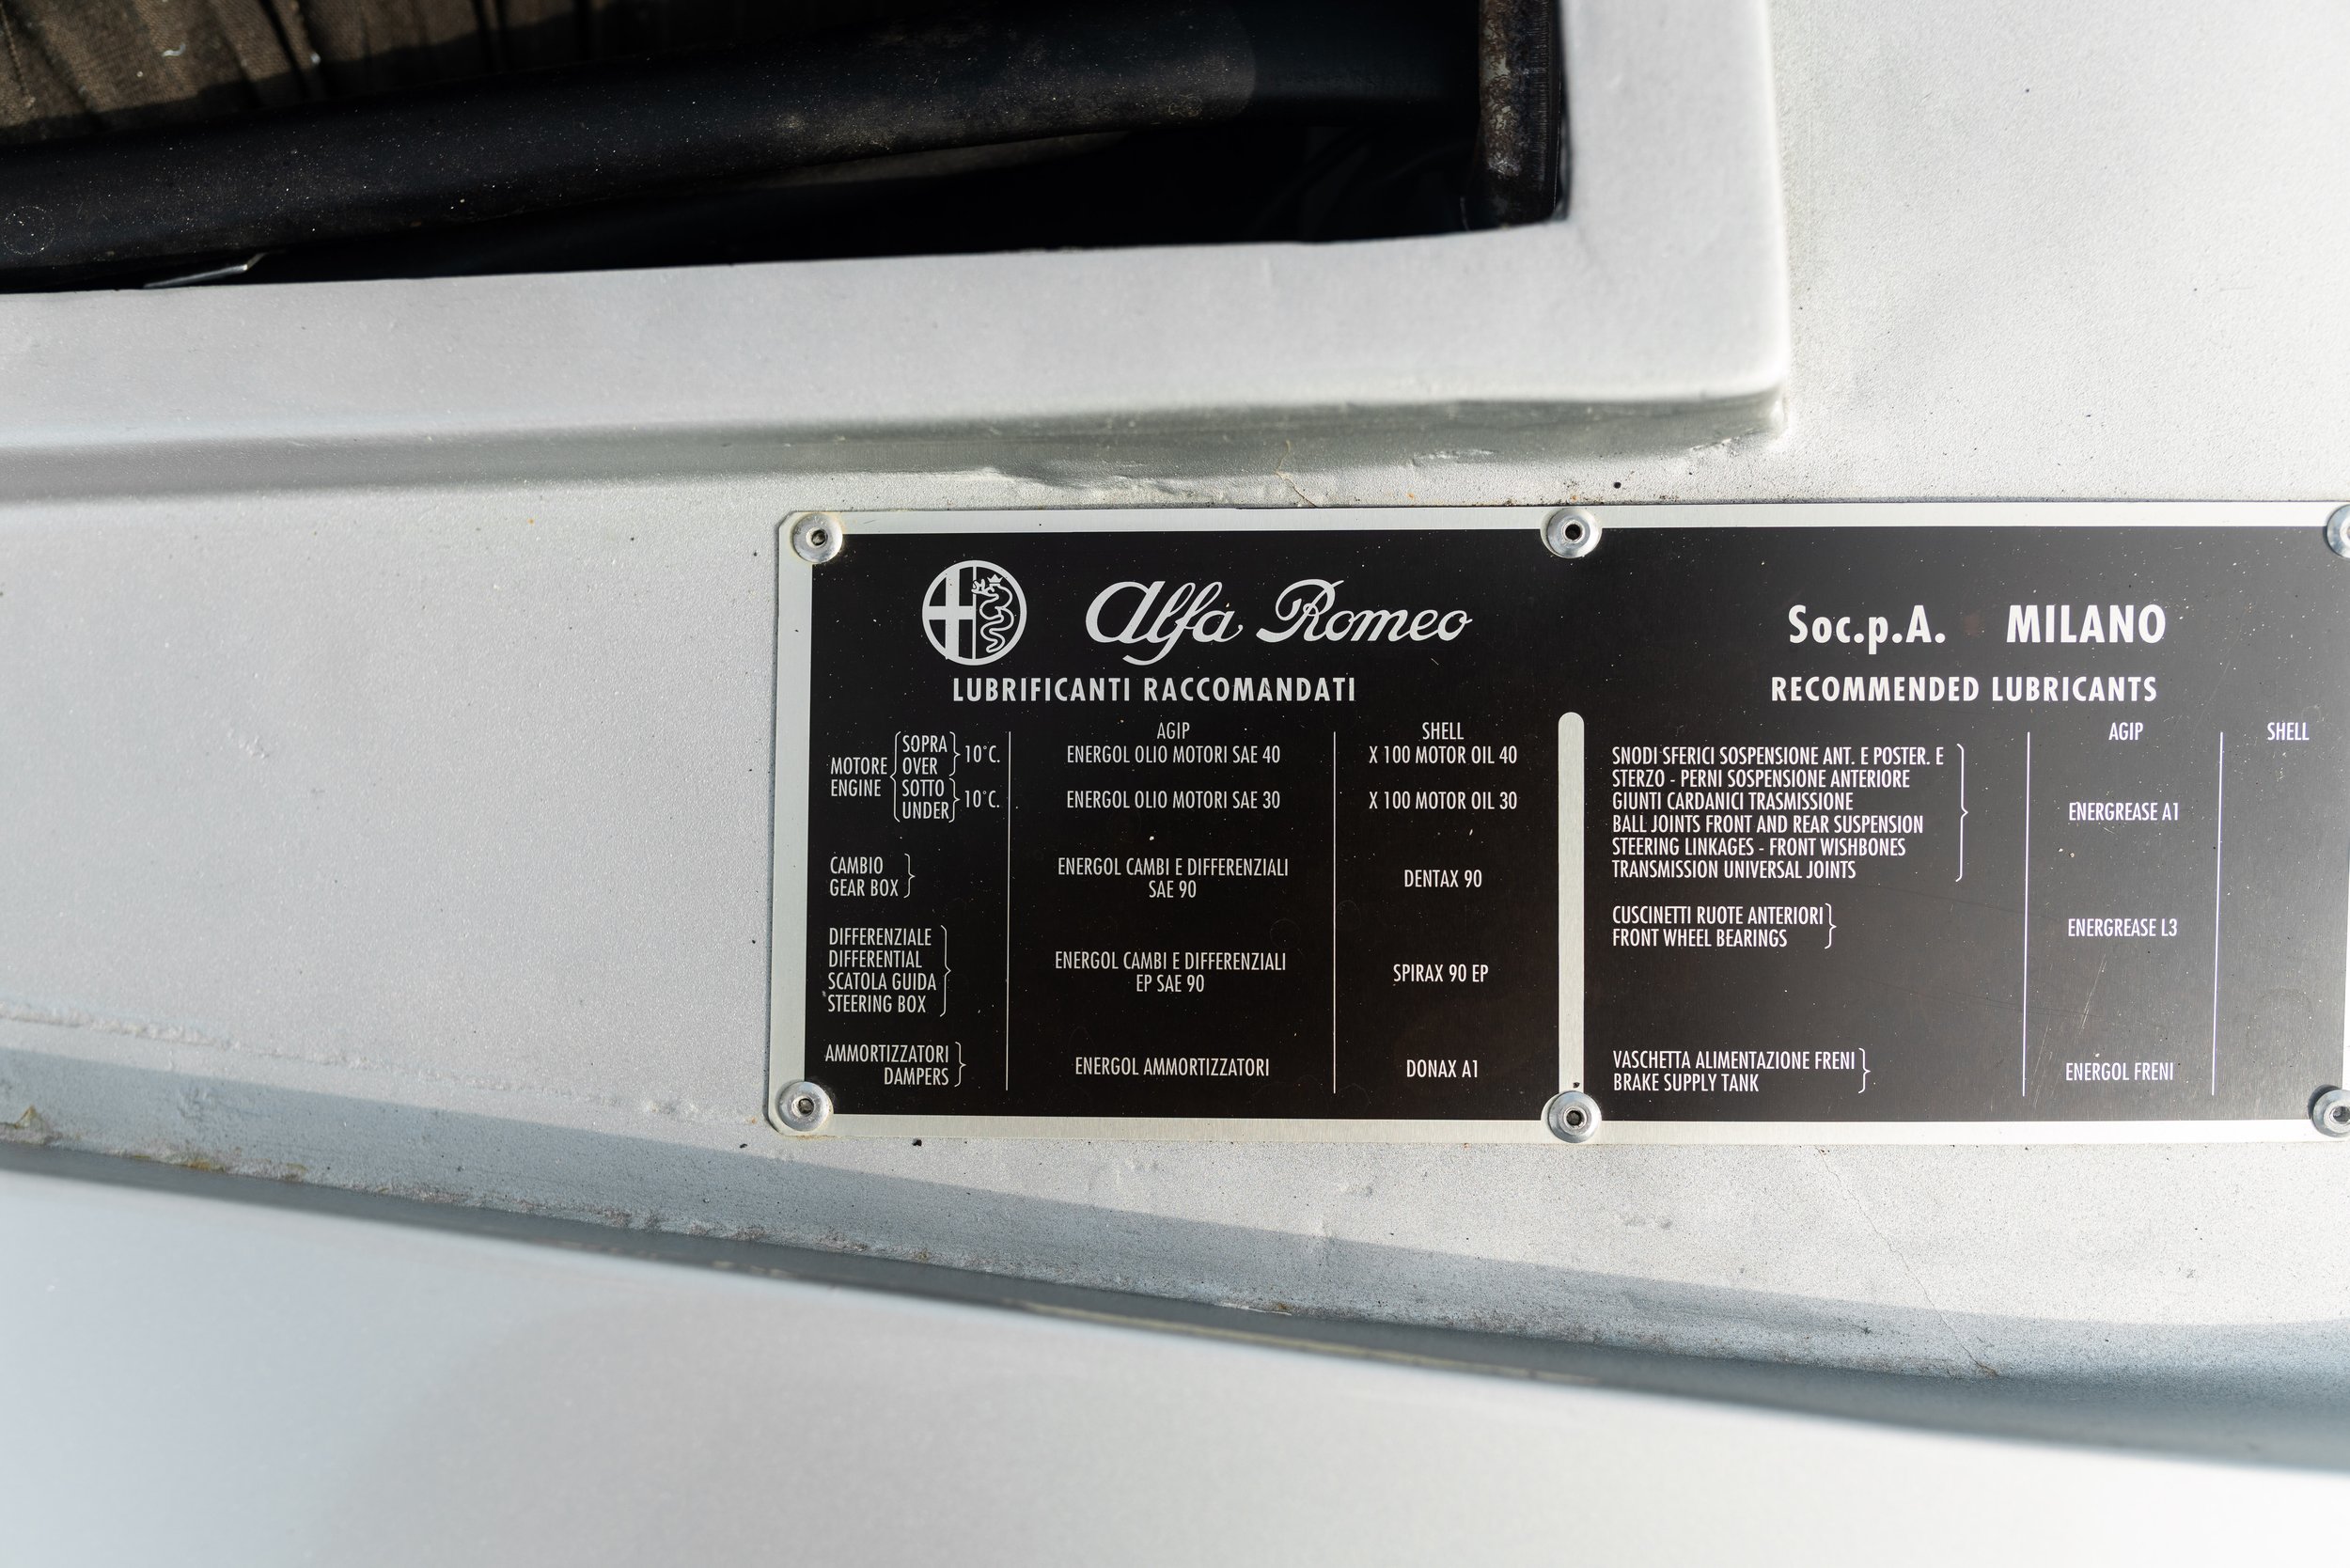 Alfa Romeo
LUBRIFICANTI RACCOMANDATI
AGIP SHELL
MOTORE
ENGINE
SOPRA
OVER
10°C. ENERGOL OLIO MOTORI SAE 40 X 100 MOTOR OIL 40
SOTTO
UNDER
10°C. ENERGOL OLIO MOTORI SAE 30 X 100 MOTOR OIL 30
CAMBIO
GEAR BOX
ENERGOL CAMBI E DIFFERENZIALI
SAE 90
DENTAX 90
DIFFERENZIALE
DIFFERENTIAL
SCATOLA GUIDA
STEERING BOX
ENERGOL CAMBI E DIFFERENZIALI
EP SAE 90
SPIRAX 90 EP
AMMORTIZZATORI
DAMPERS
ENERGOL AMMORTIZZATORI
DONAX A1
Soc.p.A. MILANO
RECOMMENDED LUBRICANTS
AGIP SHELL
SNODI SFERICI SOSPENSIONE ANT. E POSTER. E
STERZO - PERNI SOSPENSIONE ANTERIORE
GIUNTI CARDANICI TRASMISSIONE
BALL JOINTS FRONT AND REAR SUSPENSION
STEERING LINKAGES - FRONT WISHBONES
TRANSMISSION UNIVERSAL JOINTS
ENERGREASE A1
CUSCINETTI RUOTE ANTERIORI
FRONT WHEEL BEARINGS
ENERGREASE L3
VASCHETTA ALIMENTAZIONE FRENI
BRAKE SUPPLY TANK
ENERGOL FRENI